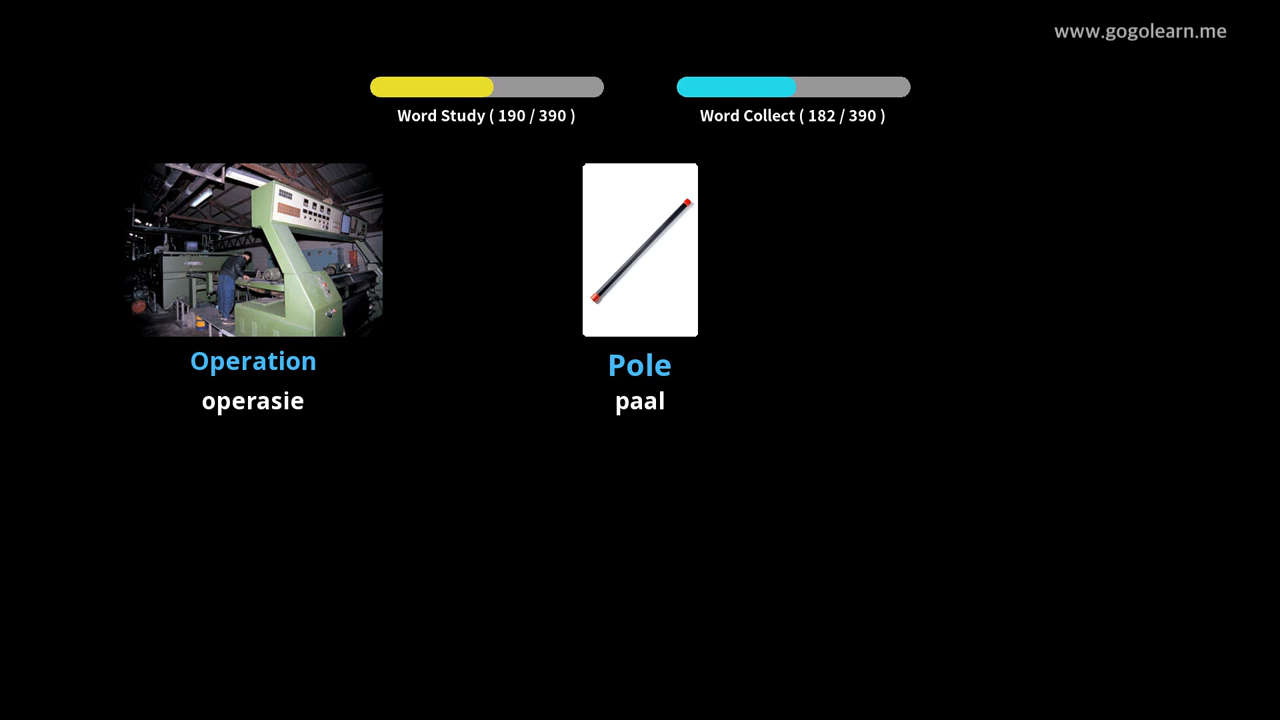 www.gogolearn.me
Word Study ( 190 / 390 )
Word Collect ( 182 / 390 )
Operation
operasie
Pole
paal